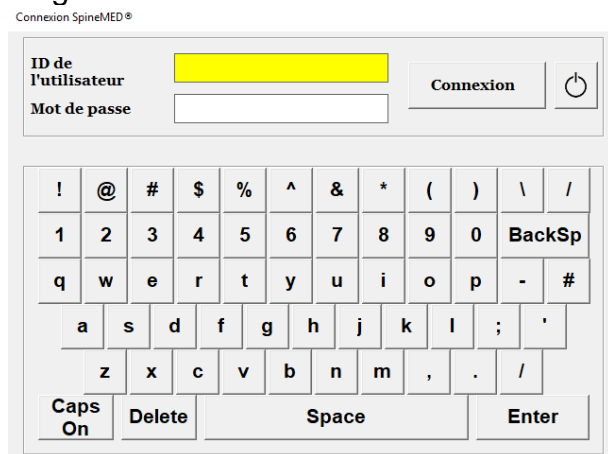 Connexion SpineMED®
ID de
l'utilisateur
Connexion
Mot de passe
! @ # $ % ^ & * ( ) \ /
1 2 3 4 5 6 7 8 9 0 BackSp
q w e r t y u i o p - #
a s d f g h j k l ; '
z x c v b n m , . /
Caps
On
Delete Space Enter